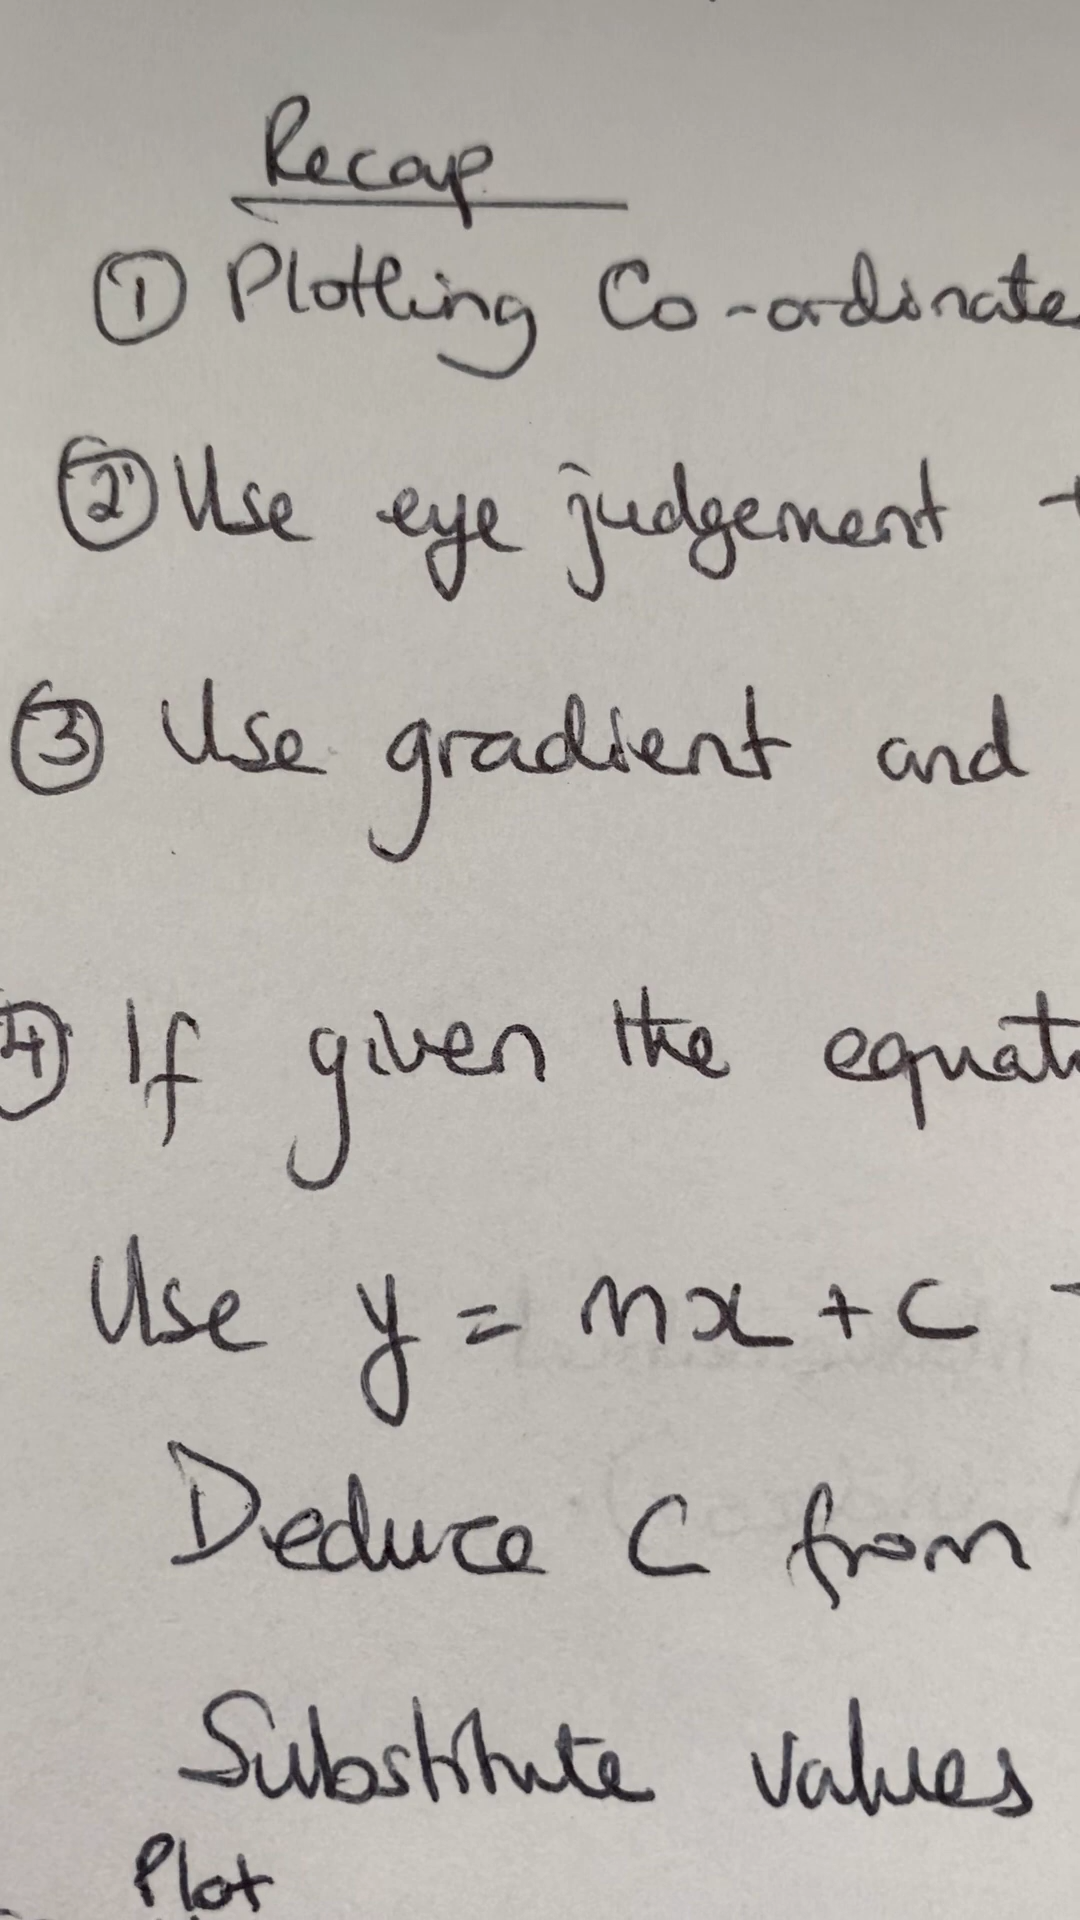 Recap
① Plotting Co-ordinate
② Use eye judgement
③ Use gradient and
④ If given the equat
Use y = mx + c
Deduce C from
Substitute values
Plot